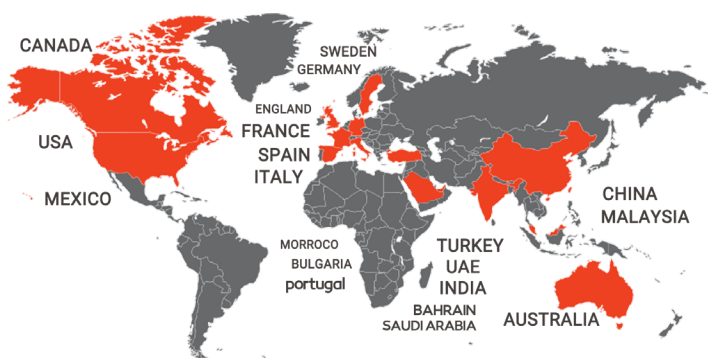 CANADA
SWEDEN
GERMANY
ENGLAND
USA
FRANCE
SPAIN
ITALY
MEXICO
CHINA
MALAYSIA
MORROCO
BULGARIA
portugal
TURKEY
UAE
INDIA
BAHRAIN
SAUDI ARABIA
AUSTRALIA